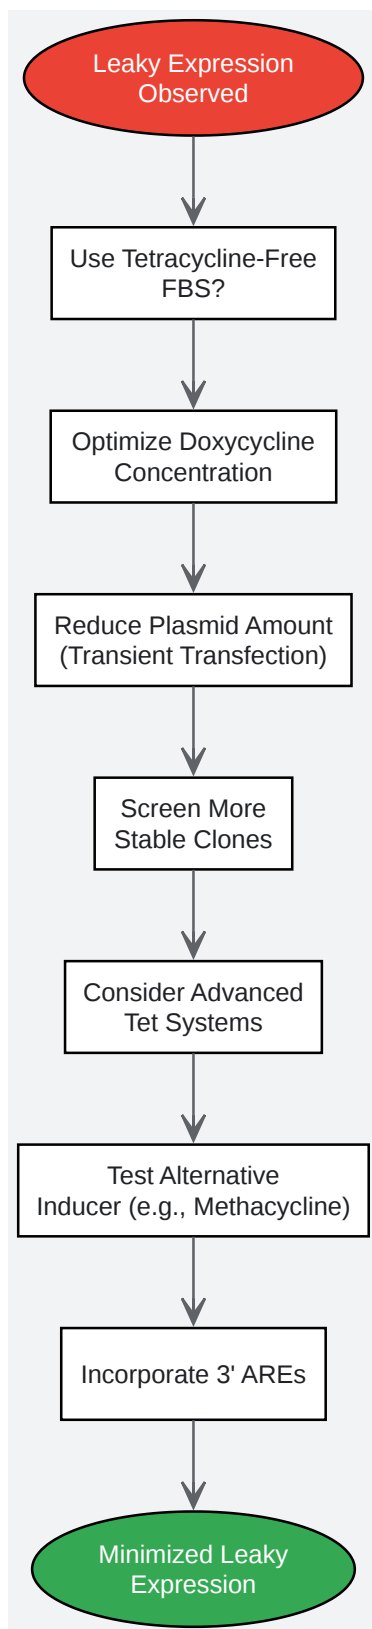 Leaky Expression
Observed
Use Tetracycline-Free
FBS?
Optimize Doxycycline
Concentration
Reduce Plasmid Amount
(Transient Transfection)
Screen More
Stable Clones
Consider Advanced
Tet Systems
Test Alternative
Inducer (e.g., Methacycline)
Incorporate 3' AREs
Minimized Leaky
Expression